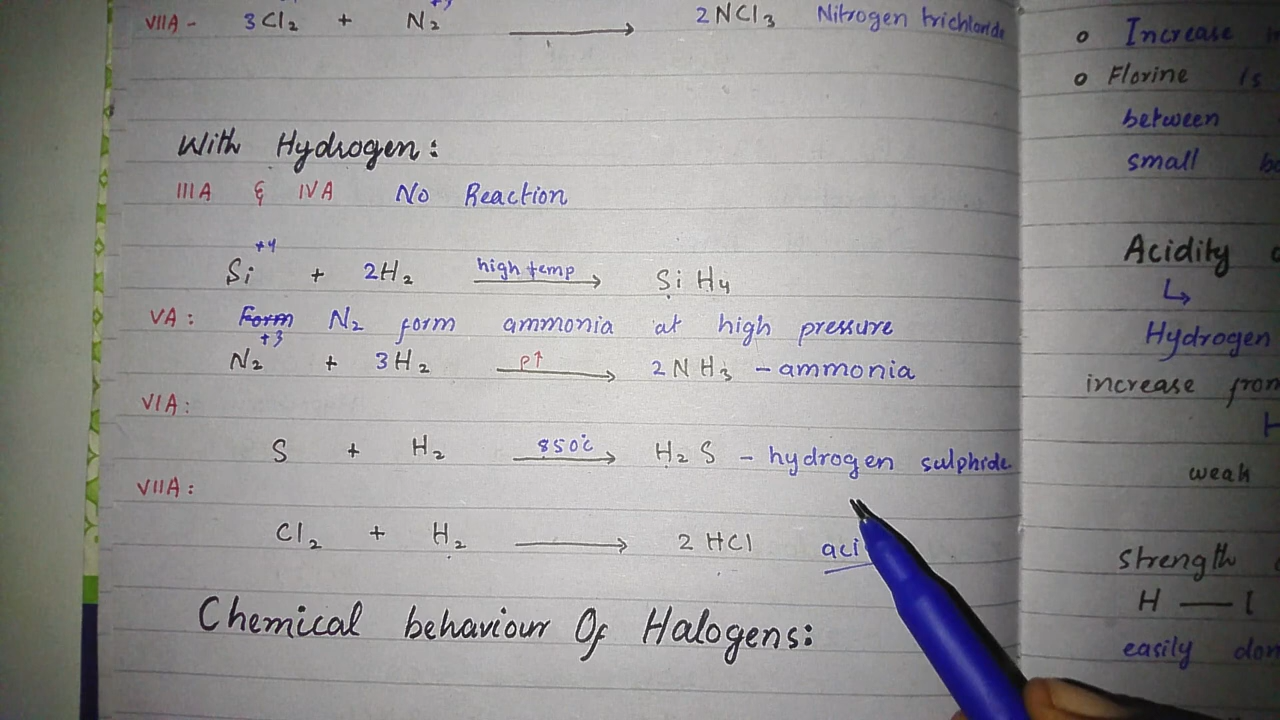 VIIA - 3Cl₂ + N₂ → 2NCl₃ Nitrogen trichloride
With Hydrogen:
IIIA & IVA No Reaction
+4
Si + 2H₂ high temp → SiH₄
VA: Form N₂ form ammonia at high pressure
+3
N₂ + 3H₂ P↑ → 2NH₃ - ammonia
VIA:
S + H₂ 850°c → H₂S - hydrogen sulphide
VIIA:
Cl₂ + H₂ → 2HCl aci
Chemical behaviour Of Halogens:
Increase
Florine is
between
small
Acidity
↳
Hydrogen
increase from
H
weak
strength
H — I
easily